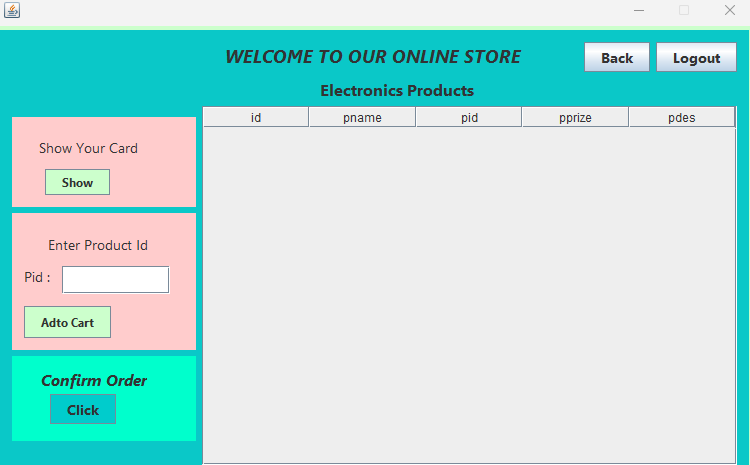 WELCOME TO OUR ONLINE STORE
Back
Logout
Electronics Products
id pname pid pprize pdes
Show Your Card
Show
Enter Product Id
Pid :
Adto Cart
Confirm Order
Click